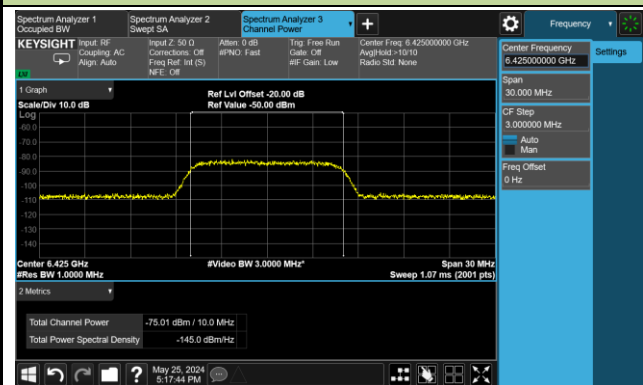 Spectrum Analyzer 1
Occupied BW
Spectrum Analyzer 2
Swept SA
Spectrum Analyzer 3
Channel Power
Frequency
KEYSIGHT
Input: RF
Coupling: AC
Align: Auto
Input Z: 50 Ω
Corrections: Off
Freq Ref: Int (S)
NFE: Off
Atten: 0 dB
#PNO: Fast
Trig: Free Run
Gate: Off
#IF Gain: Low
Center Freq: 6.425000000 GHz
Avg|Hold:>10/10
Radio Std: None
Center Frequency
6.425000000 GHz
Settings
Span
30.000 MHz
CF Step
3.000000 MHz
Auto
Man
Freq Offset
0 Hz
1 Graph
Scale/Div 10.0 dB
Ref Lvl Offset -20.00 dB
Ref Value -50.00 dBm
Log
-60.0
-70.0
-80.0
-90.0
-100
-110
-120
-130
-140
Center 6.425 GHz
#Video BW 3.0000 MHz*
Span 30 MHz
#Res BW 1.0000 MHz
Sweep 1.07 ms (2001 pts)
2 Metrics
Total Channel Power -75.01 dBm / 10.0 MHz
Total Power Spectral Density -145.0 dBm/Hz
May 25, 2024
5:17:44 PM